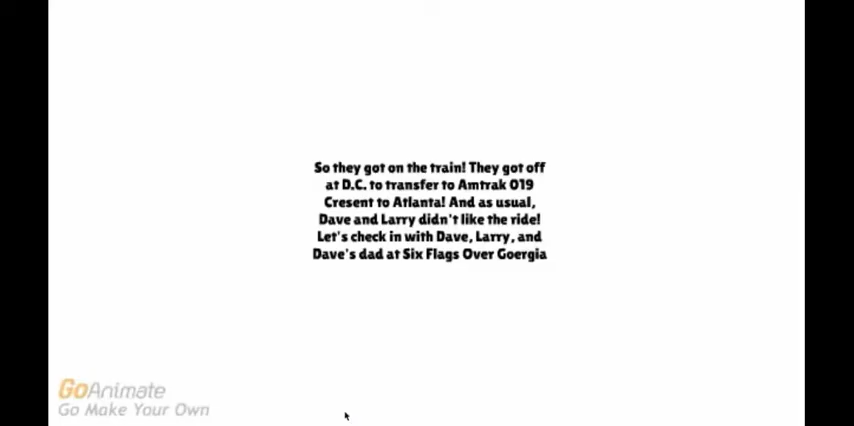 So they got on the train! They got off
at D.C. to transfer to Amtrak 019
Cresent to Atlanta! And as usual,
Dave and Larry didn't like the ride!
Let's check in with Dave, Larry, and
Dave's dad at Six Flags Over Goergia
GoAnimate
Go Make Your Own